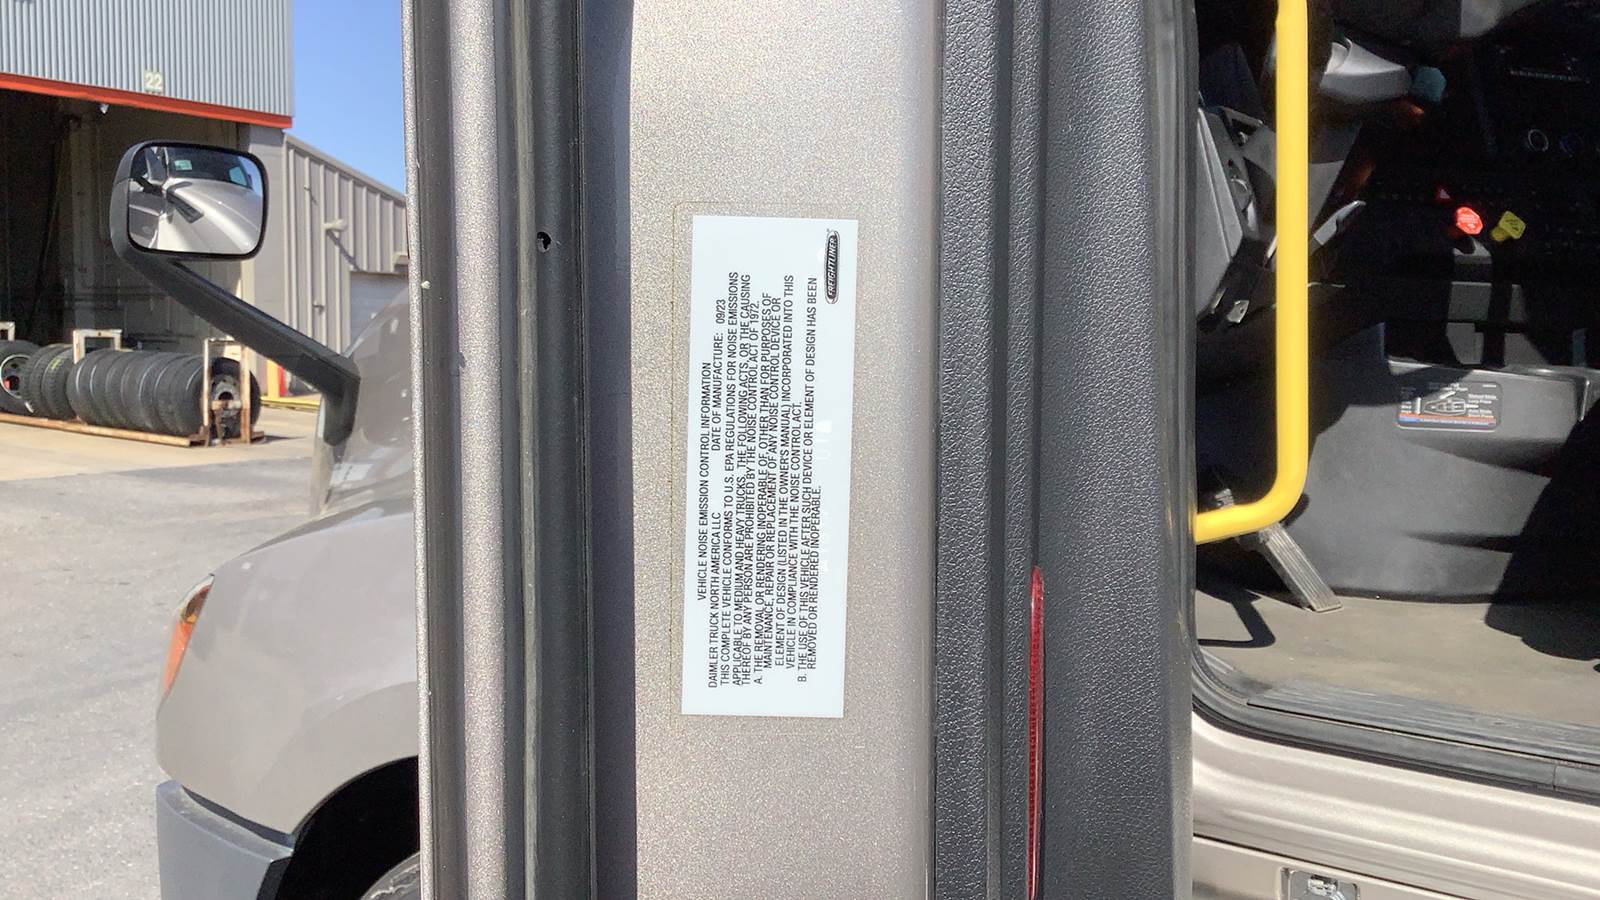 22
VEHICLE NOISE EMISSION CONTROL INFORMATION
DAIMLER TRUCK NORTH AMERICA LLC DATE OF MANUFACTURE: 09/23
THIS COMPLETE VEHICLE CONFORMS TO U.S. EPA REGULATIONS FOR NOISE EMISSIONS
APPLICABLE TO MEDIUM AND HEAVY TRUCKS. THE FOLLOWING ACTS, OR THE CAUSING
THEREOF BY ANY PERSON ARE PROHIBITED BY THE NOISE CONTROL ACT OF 1972.
A. THE REMOVAL OR RENDERING INOPERABLE OF, OTHER THAN FOR PURPOSES OF
MAINTENANCE, REPAIR OR REPLACEMENT OF ANY NOISE CONTROL DEVICE OR
ELEMENT OF DESIGN (LISTED IN THE OWNERS MANUAL) INCORPORATED INTO THIS
VEHICLE IN COMPLIANCE WITH THE NOISE CONTROL ACT.
B. THE USE OF THIS VEHICLE AFTER SUCH DEVICE OR ELEMENT OF DESIGN HAS BEEN
REMOVED OR RENDERED INOPERABLE.
FREIGHTLINER